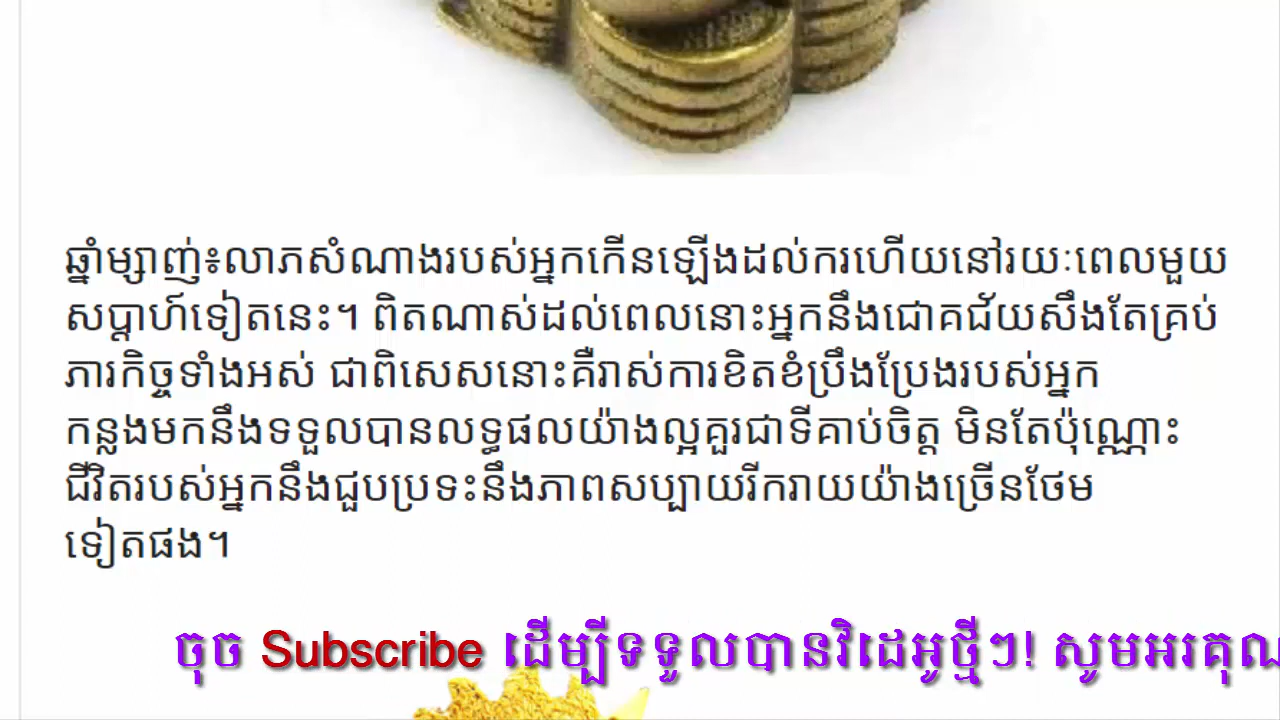 ឆ្នាំម្សាញ់៖លាភសំណាងរបស់អ្នកកើនឡើងដល់ករហើយនៅរយៈពេលមួយ
សប្ដាហ៍ទៀតនេះ។ ពិតណាស់ដល់ពេលនោះអ្នកនឹងជោគជ័យសឹងតែគ្រប់
ភារកិច្ចទាំងអស់ ជាពិសេសនោះគឺរាស់ការខិតខំប្រឹងប្រែងរបស់អ្នក
កន្លងមកនឹងទទួលបានលទ្ធផលយ៉ាងល្អគួរជាទីគាប់ចិត្ត មិនតែប៉ុណ្ណោះ
ជីវិតរបស់អ្នកនឹងជួបប្រទះនឹងភាពសប្បាយរីករាយយ៉ាងច្រើនថែម
ទៀតផង។
ចុច Subscribe ដើម្បីទទួលបានវិដេអូថ្មីៗ! សូមអរគុណ